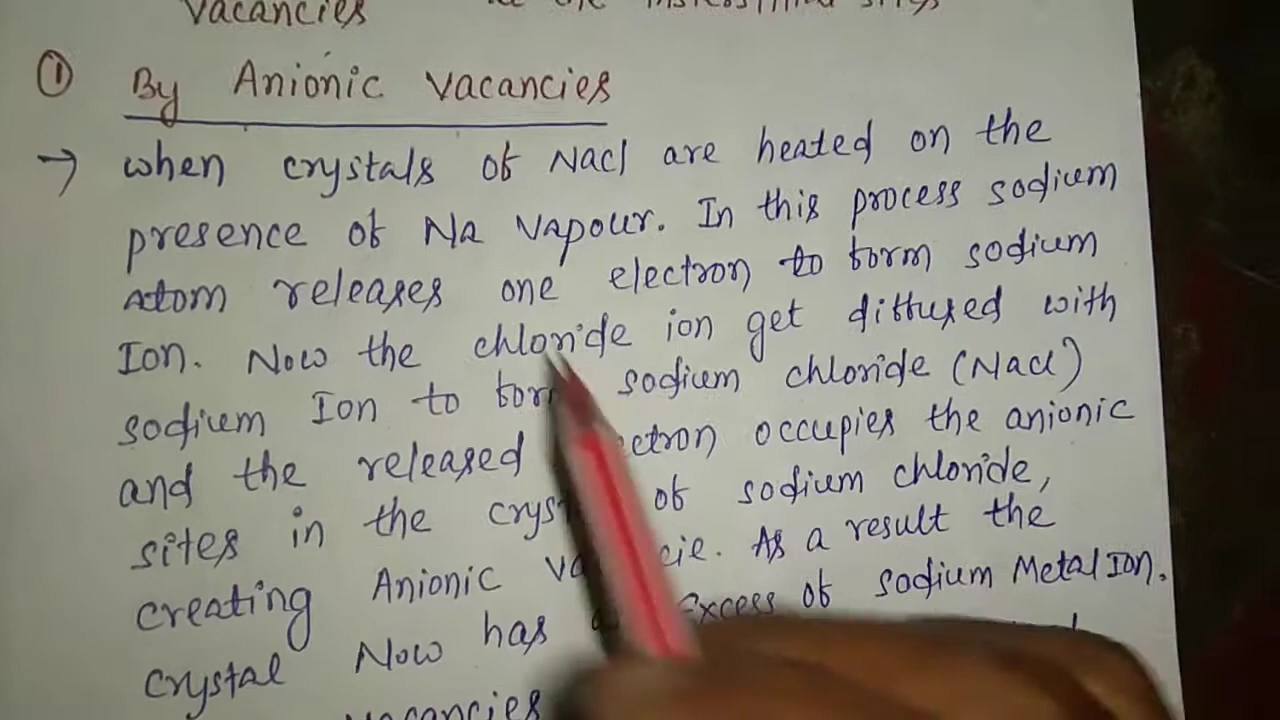 vacancies
① By Anionic vacancies
→ when crystals of Nacl are heated on the
presence of Na vapour. In this process sodium
atom releases one electron to form sodium
Ion. Now the chloride ion get diffused with
sodium Ion to form sodium chloride (Nacl)
and the released occupies the anionic
sites in the of sodium chloride,
creating Anionic As a result the
crystal Now has Excess of sodium Metal Ion.
vacancies